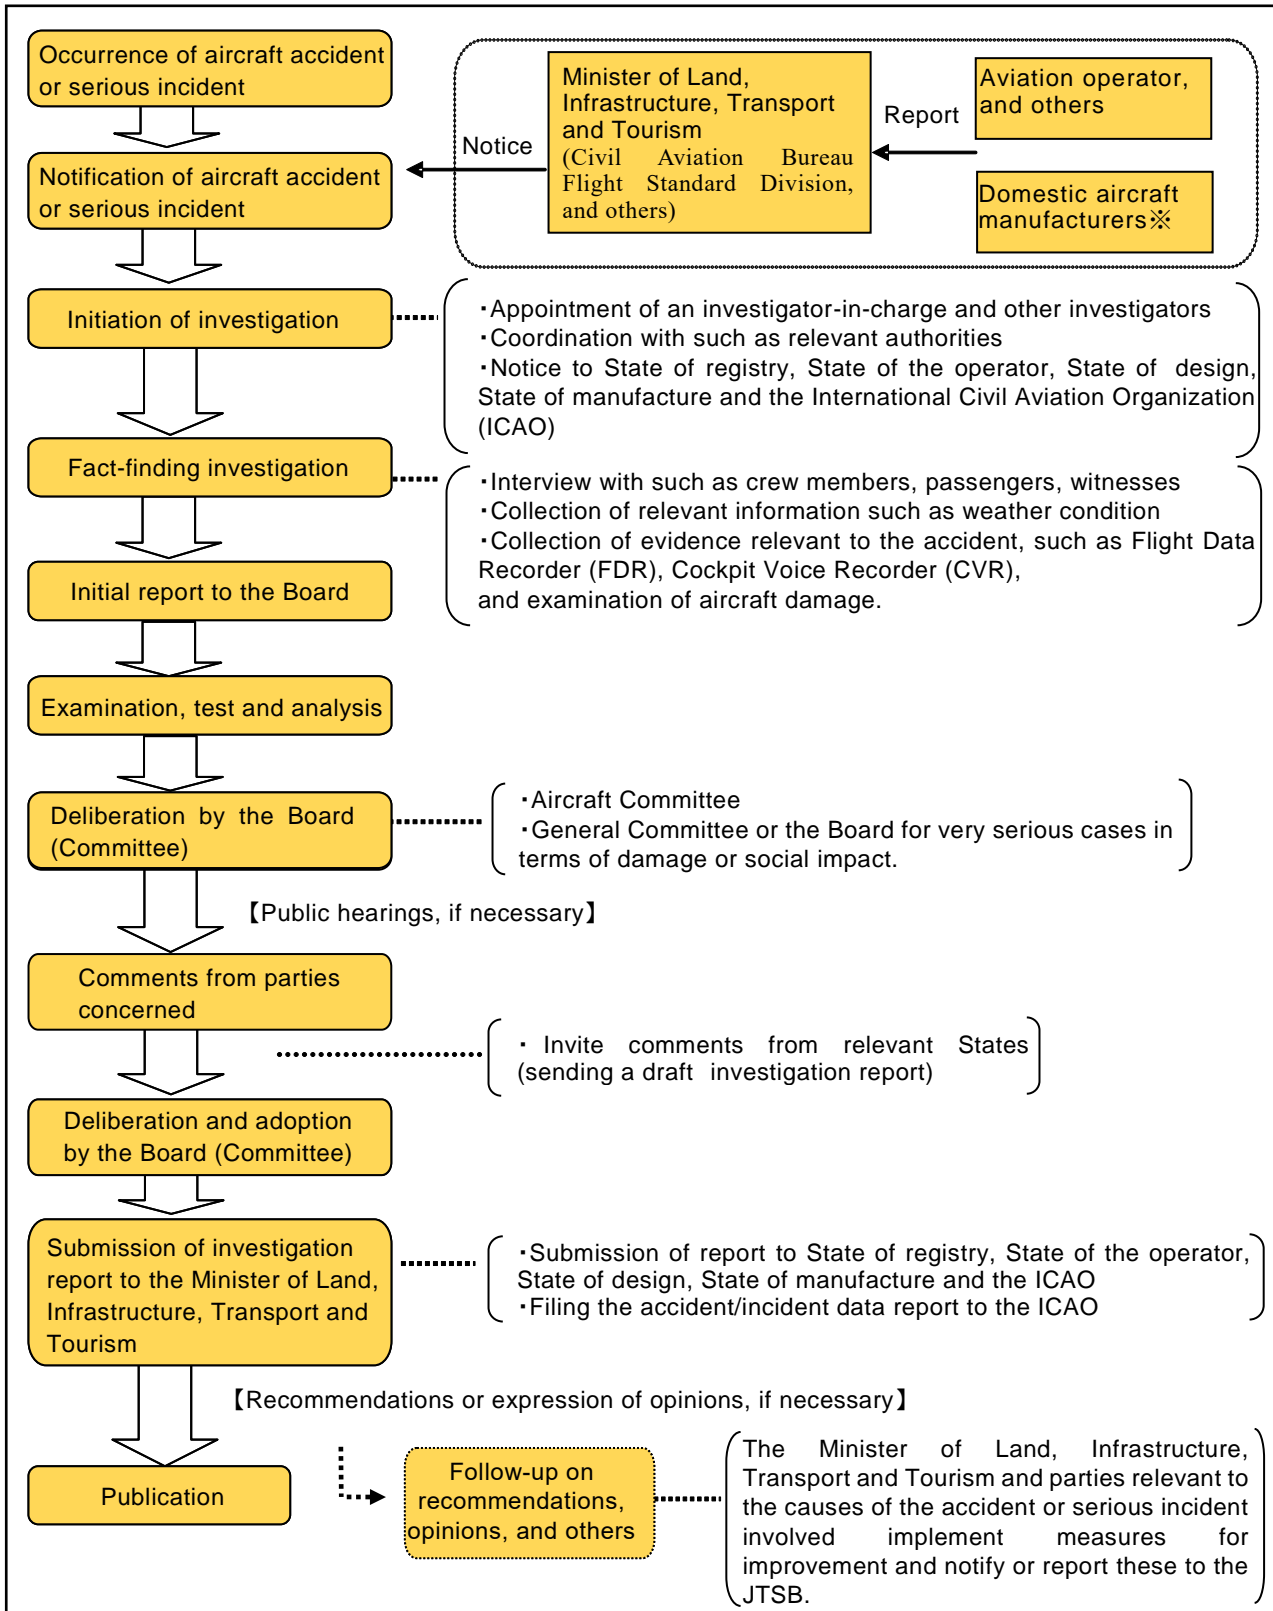 Occurrence of aircraft accident
or serious incident
Minister of Land,
Infrastructure, Transport
and Tourism
(Civil Aviation Bureau
Flight Standard Division,
and others)
Aviation operator,
and others
Report
Notice
Domestic aircraft
manufacturers※
Notification of aircraft accident
or serious incident
Initiation of investigation
・Appointment of an investigator-in-charge and other investigators
・Coordination with such as relevant authorities
・Notice to State of registry, State of the operator, State of design,
State of manufacture and the International Civil Aviation Organization
(ICAO)
Fact-finding investigation
・Interview with such as crew members, passengers, witnesses
・Collection of relevant information such as weather condition
・Collection of evidence relevant to the accident, such as Flight Data
Recorder (FDR), Cockpit Voice Recorder (CVR),
and examination of aircraft damage.
Initial report to the Board
Examination, test and analysis
Deliberation by the Board
(Committee)
・Aircraft Committee
・General Committee or the Board for very serious cases in
terms of damage or social impact.
【Public hearings, if necessary】
Comments from parties
concerned
・ Invite comments from relevant States
(sending a draft investigation report)
Deliberation and adoption
by the Board (Committee)
Submission of investigation
report to the Minister of Land,
Infrastructure, Transport and
Tourism
・Submission of report to State of registry, State of the operator,
State of design, State of manufacture and the ICAO
・Filing the accident/incident data report to the ICAO
【Recommendations or expression of opinions, if necessary】
Publication
Follow-up on
recommendations,
opinions, and others
The Minister of Land, Infrastructure,
Transport and Tourism and parties relevant to
the causes of the accident or serious incident
involved implement measures for
improvement and notify or report these to the
JTSB.